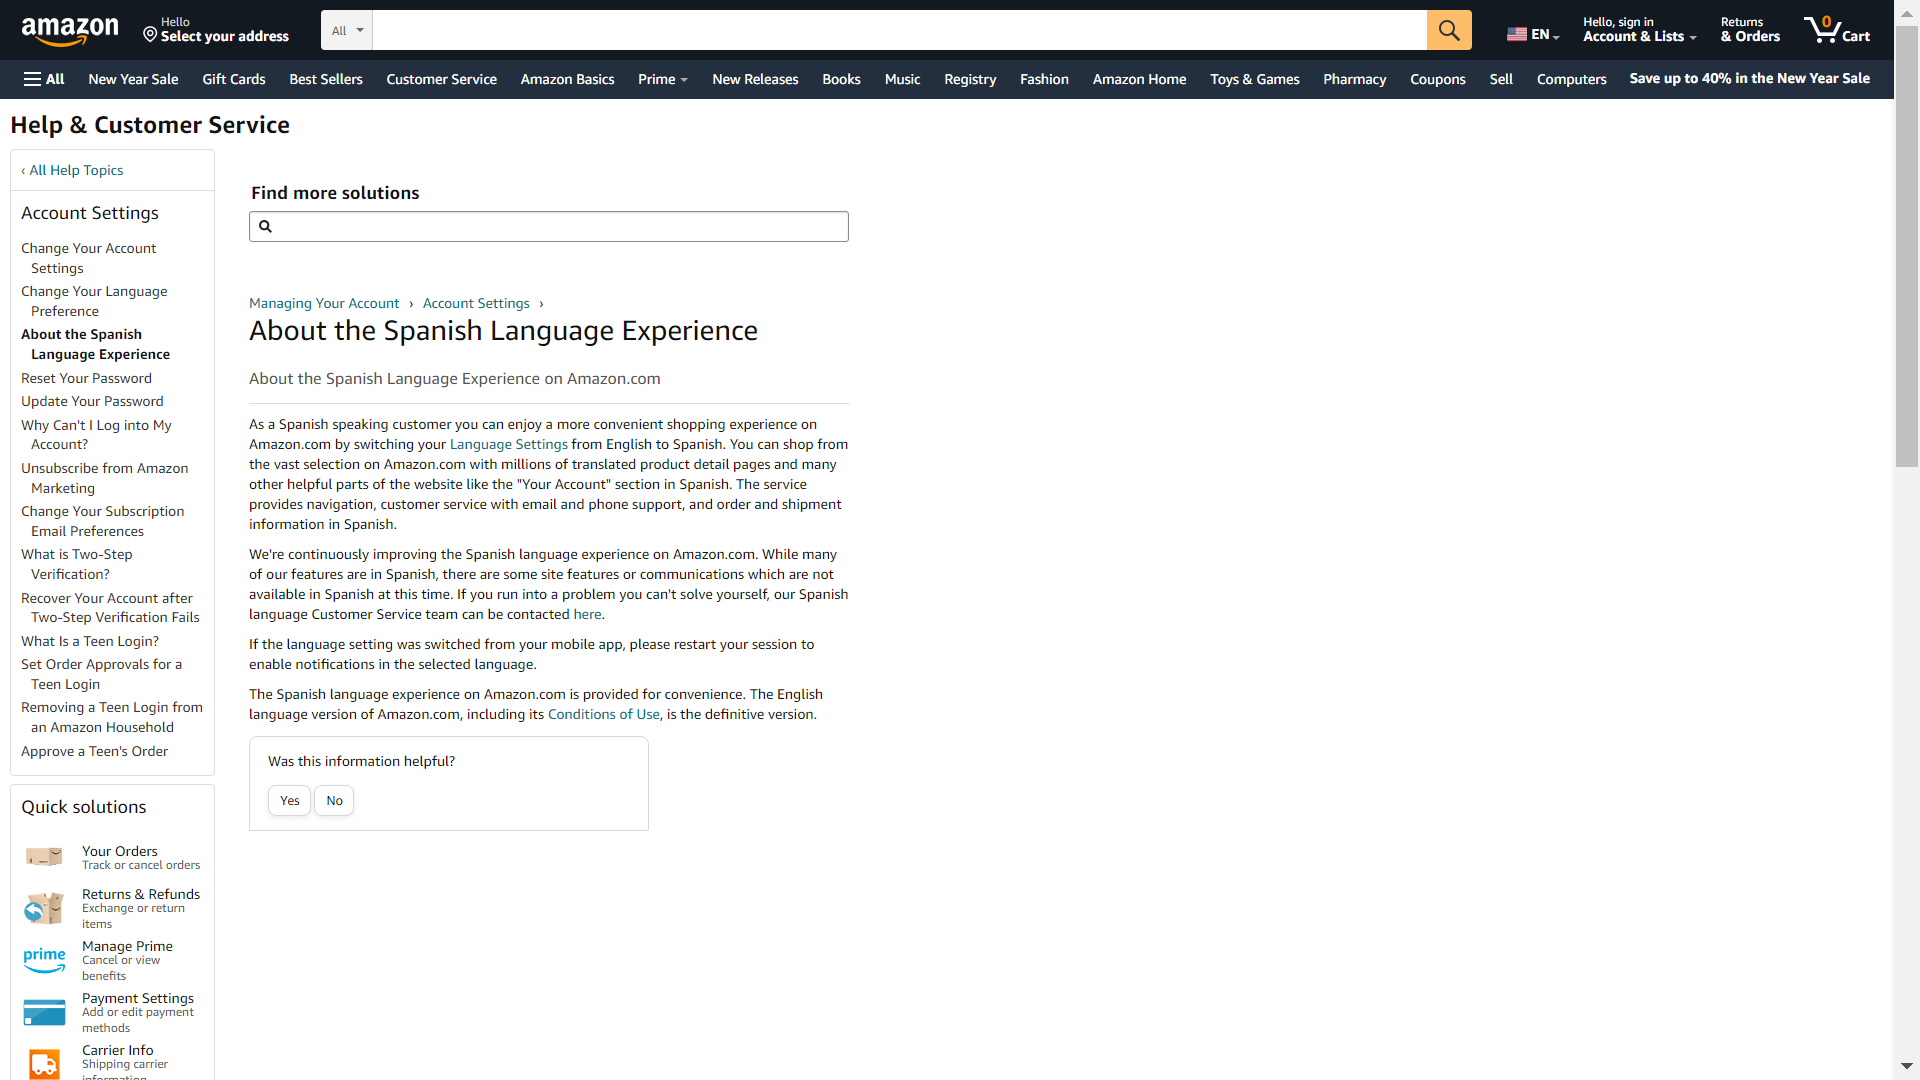 amazon
Hello
Select your address
All
EN
Hello, sign in
Account & Lists
Returns
& Orders
0
Cart
All
New Year Sale
Gift Cards
Best Sellers
Customer Service
Amazon Basics
Prime
New Releases
Books
Music
Registry
Fashion
Amazon Home
Toys & Games
Pharmacy
Coupons
Sell
Computers
Save up to 40% in the New Year Sale
Help & Customer Service
‹ All Help Topics
Account Settings
Change Your Account
Settings
Change Your Language
Preference
About the Spanish
Language Experience
Reset Your Password
Update Your Password
Why Can't I Log into My
Account?
Unsubscribe from Amazon
Marketing
Change Your Subscription
Email Preferences
What is Two-Step
Verification?
Recover Your Account after
Two-Step Verification Fails
What Is a Teen Login?
Set Order Approvals for a
Teen Login
Removing a Teen Login from
an Amazon Household
Approve a Teen's Order
Quick solutions
Your Orders
Track or cancel orders
Returns & Refunds
Exchange or return
items
prime
Manage Prime
Cancel or view
benefits
Payment Settings
Add or edit payment
methods
Carrier Info
Shipping carrier
information
Find more solutions
Managing Your Account › Account Settings ›
About the Spanish Language Experience
About the Spanish Language Experience on Amazon.com
As a Spanish speaking customer you can enjoy a more convenient shopping experience on
Amazon.com by switching your Language Settings from English to Spanish. You can shop from
the vast selection on Amazon.com with millions of translated product detail pages and many
other helpful parts of the website like the "Your Account" section in Spanish. The service
provides navigation, customer service with email and phone support, and order and shipment
information in Spanish.
We're continuously improving the Spanish language experience on Amazon.com. While many
of our features are in Spanish, there are some site features or communications which are not
available in Spanish at this time. If you run into a problem you can't solve yourself, our Spanish
language Customer Service team can be contacted here.
If the language setting was switched from your mobile app, please restart your session to
enable notifications in the selected language.
The Spanish language experience on Amazon.com is provided for convenience. The English
language version of Amazon.com, including its Conditions of Use, is the definitive version.
Was this information helpful?
Yes
No